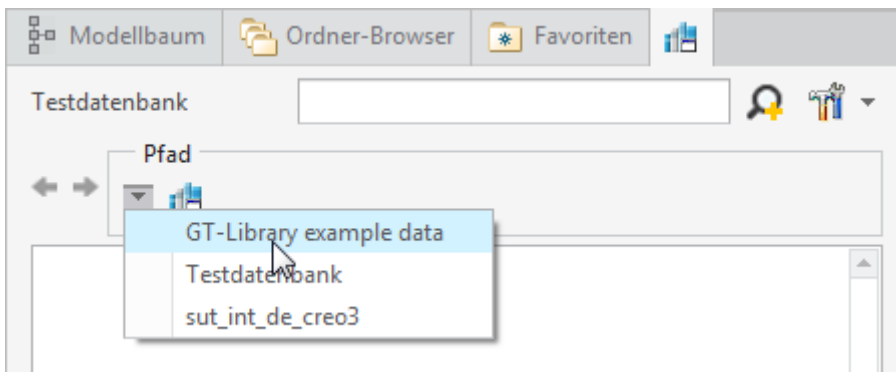 Modellbaum Ordner-Browser Favoriten
Testdatenbank
Pfad
GT-Library example data
Testdatenbank
sut_int_de_creo3